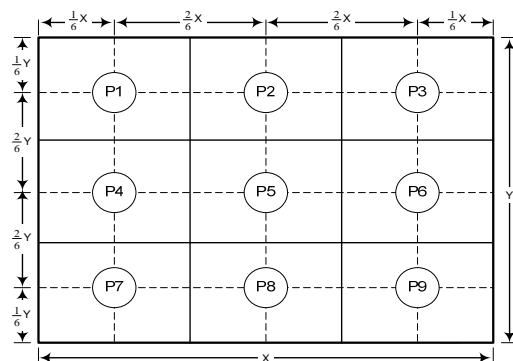 1/6 X 2/6 X 2/6 X 1/6 X
1/6 Y
P1 P2 P3
2/6 Y
P4 P5 P6
Y
2/6 Y
P7 P8 P9
1/6 Y
X